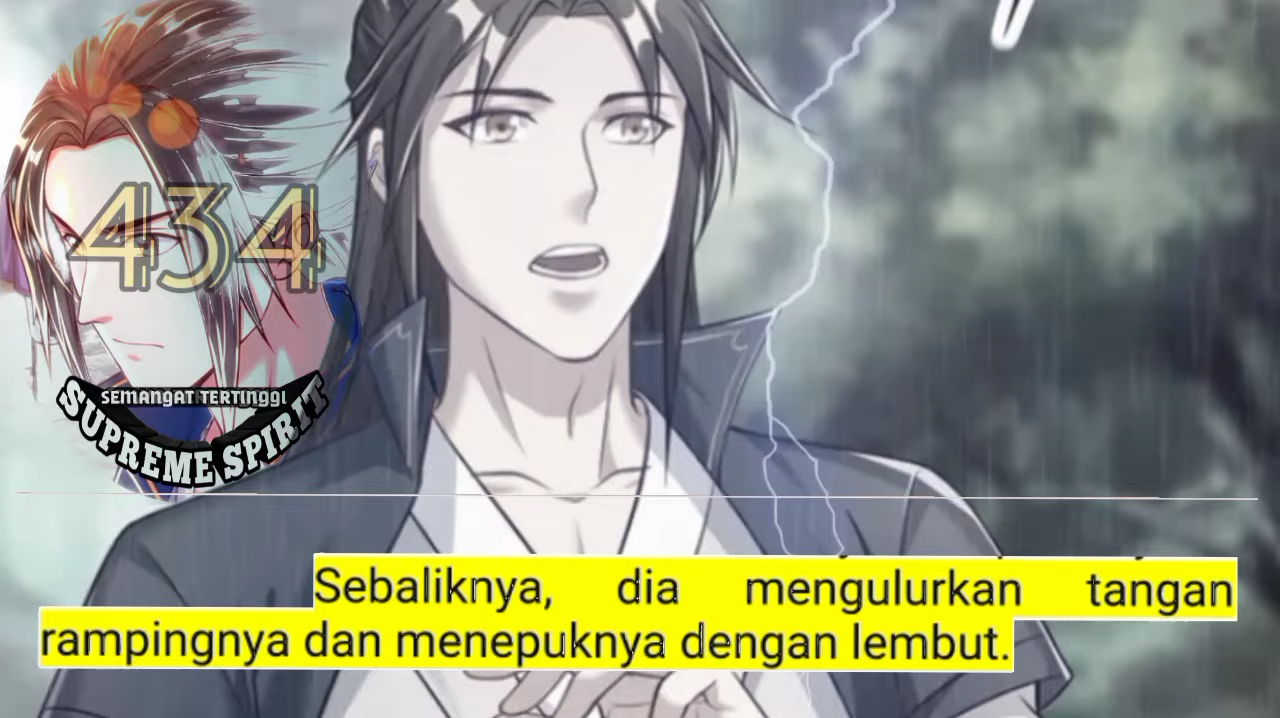 434
SEMANGAT TERTINGGI
SUPREME SPIRIT
Sebaliknya, dia mengulurkan tangan
rampingnya dan menepuknya dengan lembut.